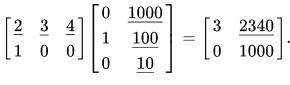 [2 3 4] [0 1000] = [3 2340].
[1 0 0] [1 100] [0 1000]
[0 10]